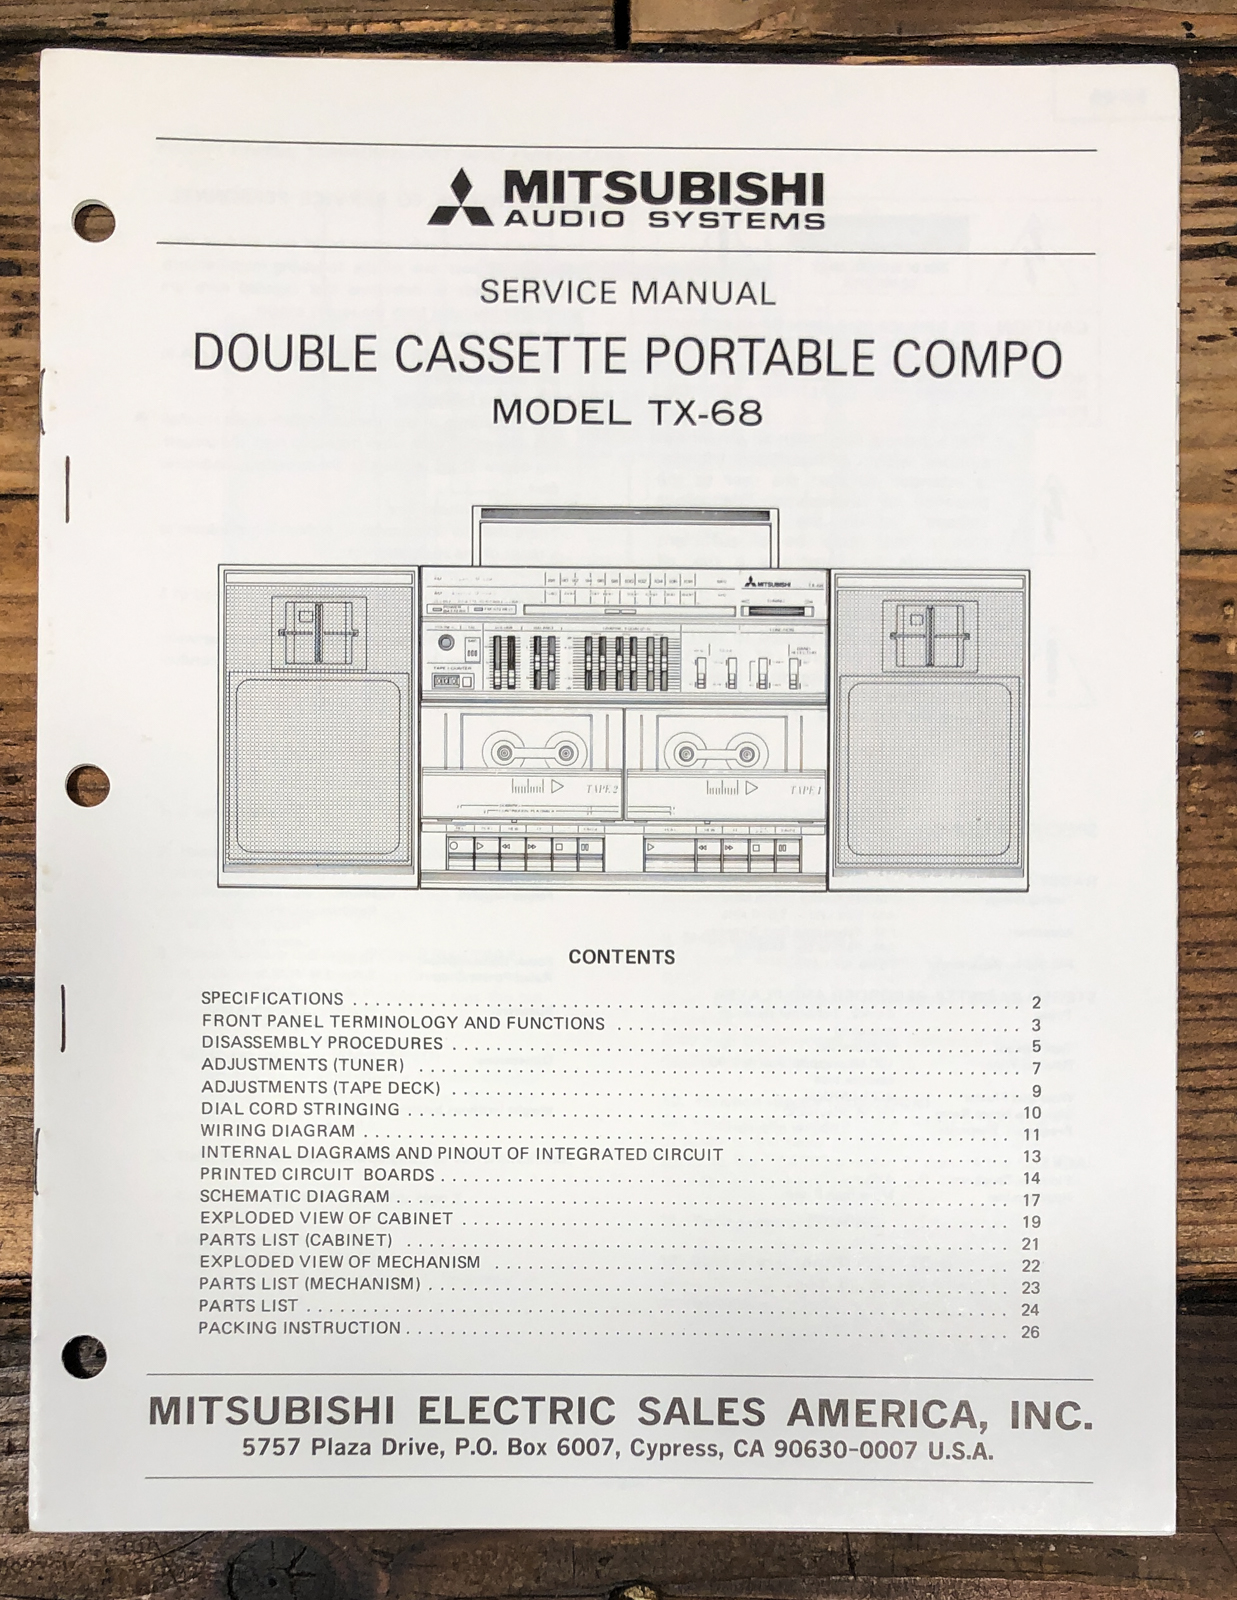 MITSUBISHI
AUDIO SYSTEMS
SERVICE MANUAL
DOUBLE CASSETTE PORTABLE COMPO
MODEL TX-68
MITSUBISHI
TAPE COUNTER
TAPE 2
TAPE 1
CONTENTS
SPECIFICATIONS . . . . . . . . . . 2
FRONT PANEL TERMINOLOGY AND FUNCTIONS . . . . . . . . . . 3
DISASSEMBLY PROCEDURES . . . . . . . . . . 5
ADJUSTMENTS (TUNER) . . . . . . . . . . 7
ADJUSTMENTS (TAPE DECK) . . . . . . . . . . 9
DIAL CORD STRINGING . . . . . . . . . . 10
WIRING DIAGRAM . . . . . . . . . . 11
INTERNAL DIAGRAMS AND PINOUT OF INTEGRATED CIRCUIT . . . . . . . . . . 13
PRINTED CIRCUIT BOARDS . . . . . . . . . . 14
SCHEMATIC DIAGRAM . . . . . . . . . . 17
EXPLODED VIEW OF CABINET . . . . . . . . . . 19
PARTS LIST (CABINET) . . . . . . . . . . 21
EXPLODED VIEW OF MECHANISM . . . . . . . . . . 22
PARTS LIST (MECHANISM) . . . . . . . . . . 23
PARTS LIST . . . . . . . . . . 24
PACKING INSTRUCTION . . . . . . . . . . 26
MITSUBISHI ELECTRIC SALES AMERICA, INC.
5757 Plaza Drive, P.O. Box 6007, Cypress, CA 90630-0007 U.S.A.